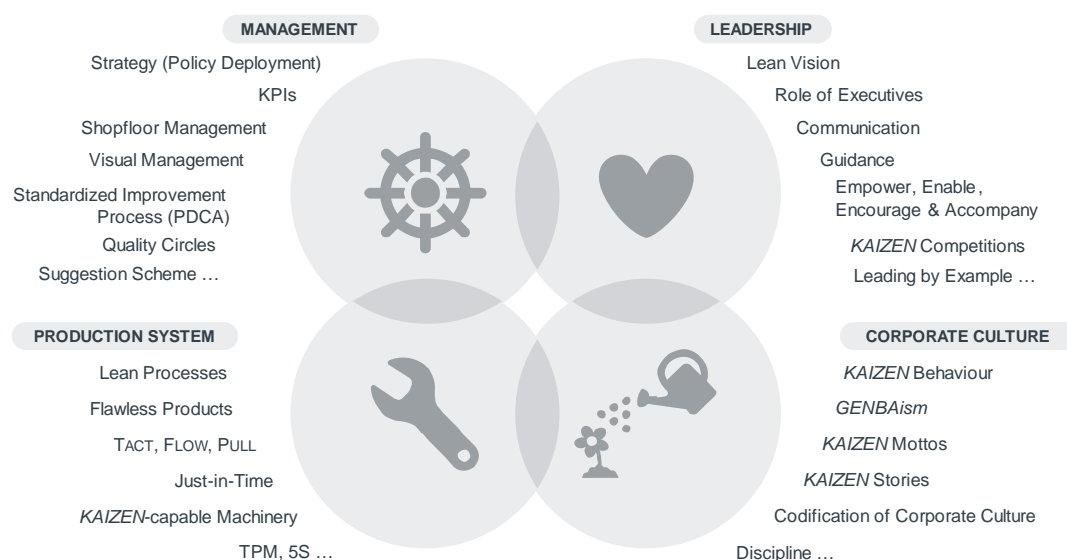 MANAGEMENT
Strategy (Policy Deployment)
KPIs
Shopfloor Management
Visual Management
Standardized Improvement
Process (PDCA)
Quality Circles
Suggestion Scheme …
LEADERSHIP
Lean Vision
Role of Executives
Communication
Guidance
Empower, Enable,
Encourage & Accompany
KAIZEN Competitions
Leading by Example …
PRODUCTION SYSTEM
Lean Processes
Flawless Products
TACT, FLOW, PULL
Just-in-Time
KAIZEN-capable Machinery
TPM, 5S …
CORPORATE CULTURE
KAIZEN Behaviour
GENBAism
KAIZEN Mottos
KAIZEN Stories
Codification of Corporate Culture
Discipline …